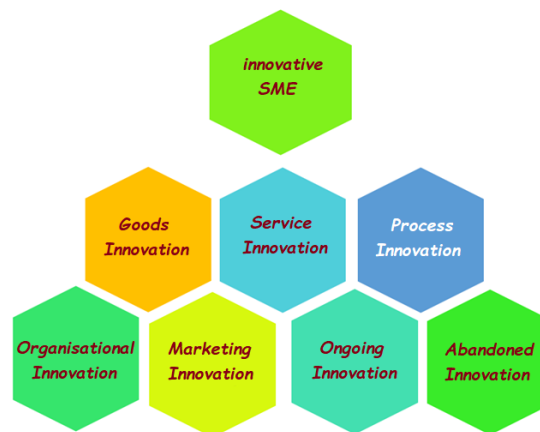 innovative
SME
Goods
Innovation
Service
Innovation
Process
Innovation
Organisational
Innovation
Marketing
Innovation
Ongoing
Innovation
Abandoned
Innovation